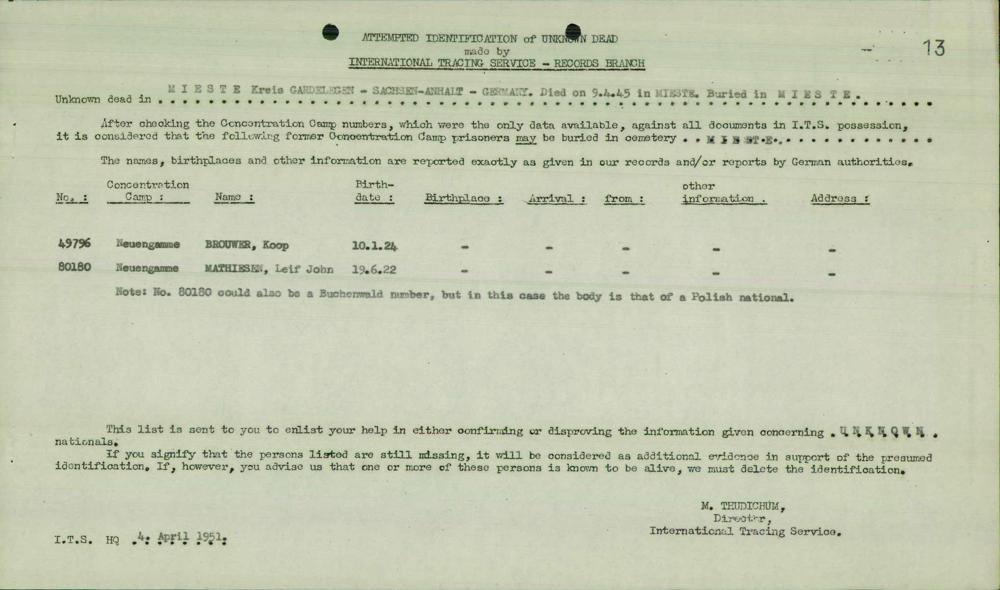 ATTEMPTED IDENTIFICATION of UNKNOWN DEAD
made by
INTERNATIONAL TRACING SERVICE - RECORDS BRANCH
13
Unknown dead in M I E S T E Kreis GARDELEGEN - SACHSEN-ANHALT - GERMANY. Died on 9.4.45 in MIESTE. Buried in M I E S T E .
After checking the Concentration Camp numbers, which were the only data available, against all documents in I.T.S. possession,
it is considered that the following former Concentration Camp prisoners may be buried in cemetery . . M I E S T E . . . . . . . . . . . . .
The names, birthplaces and other information are reported exactly as given in our records and/or reports by German authorities.
No. : Concentration Camp : Name : Birth-date : Birthplace : Arrival : from : other information . Address :
49796 Neuengamme BROUWER, Koop 10.1.24 - - - - -
80180 Neuengamme MATHIESEN, Leif John 19.6.22 - - - - -
Note: No. 80180 could also be a Buchenwald number, but in this case the body is that of a Polish national.
This list is sent to you to enlist your help in either confirming or disproving the information given concerning . U N K N O W N .
nationals.
If you signify that the persons listed are still missing, it will be considered as additional evidence in support of the presumed
identification. If, however, you advise us that one or more of these persons is known to be alive, we must delete the identification.
M. THUDICHUM,
Director,
International Tracing Service.
I.T.S. HQ .4. April 1951.